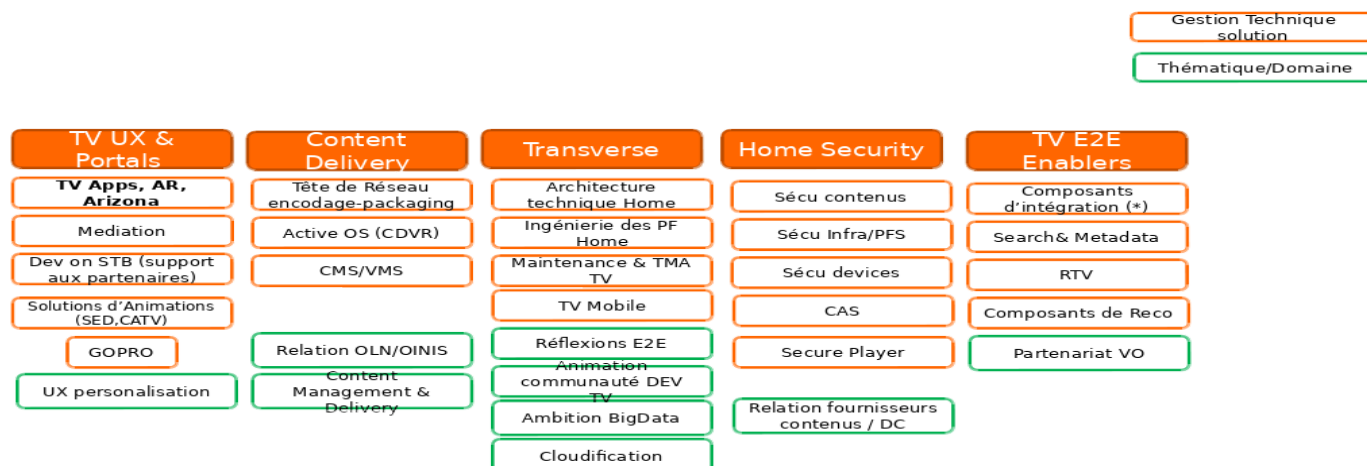 Gestion Technique
solution
Thématique/Domaine
TV UX &
Portals
TV Apps, AR,
Arizona
Mediation
Dev on STB (support
aux partenaires)
Solutions d’Animations
(SED,CATV)
GOPRO
UX personalisation
Content
Delivery
Tête de Réseau
encodage-packaging
Active OS (CDVR)
CMS/VMS
Relation OLN/OINIS
Content
Management &
Delivery
Transverse
Architecture
technique Home
Ingénierie des PF
Home
Maintenance & TMA
TV
TV Mobile
Réflexions E2E
Animation
communauté DEV
TV
Ambition BigData
Cloudification
Home Security
Sécu contenus
Sécu Infra/PFS
Sécu devices
CAS
Secure Player
Relation fournisseurs
contenus / DC
TV E2E
Enablers
Composants
d’intégration (*)
Search& Metadata
RTV
Composants de Reco
Partenariat VO